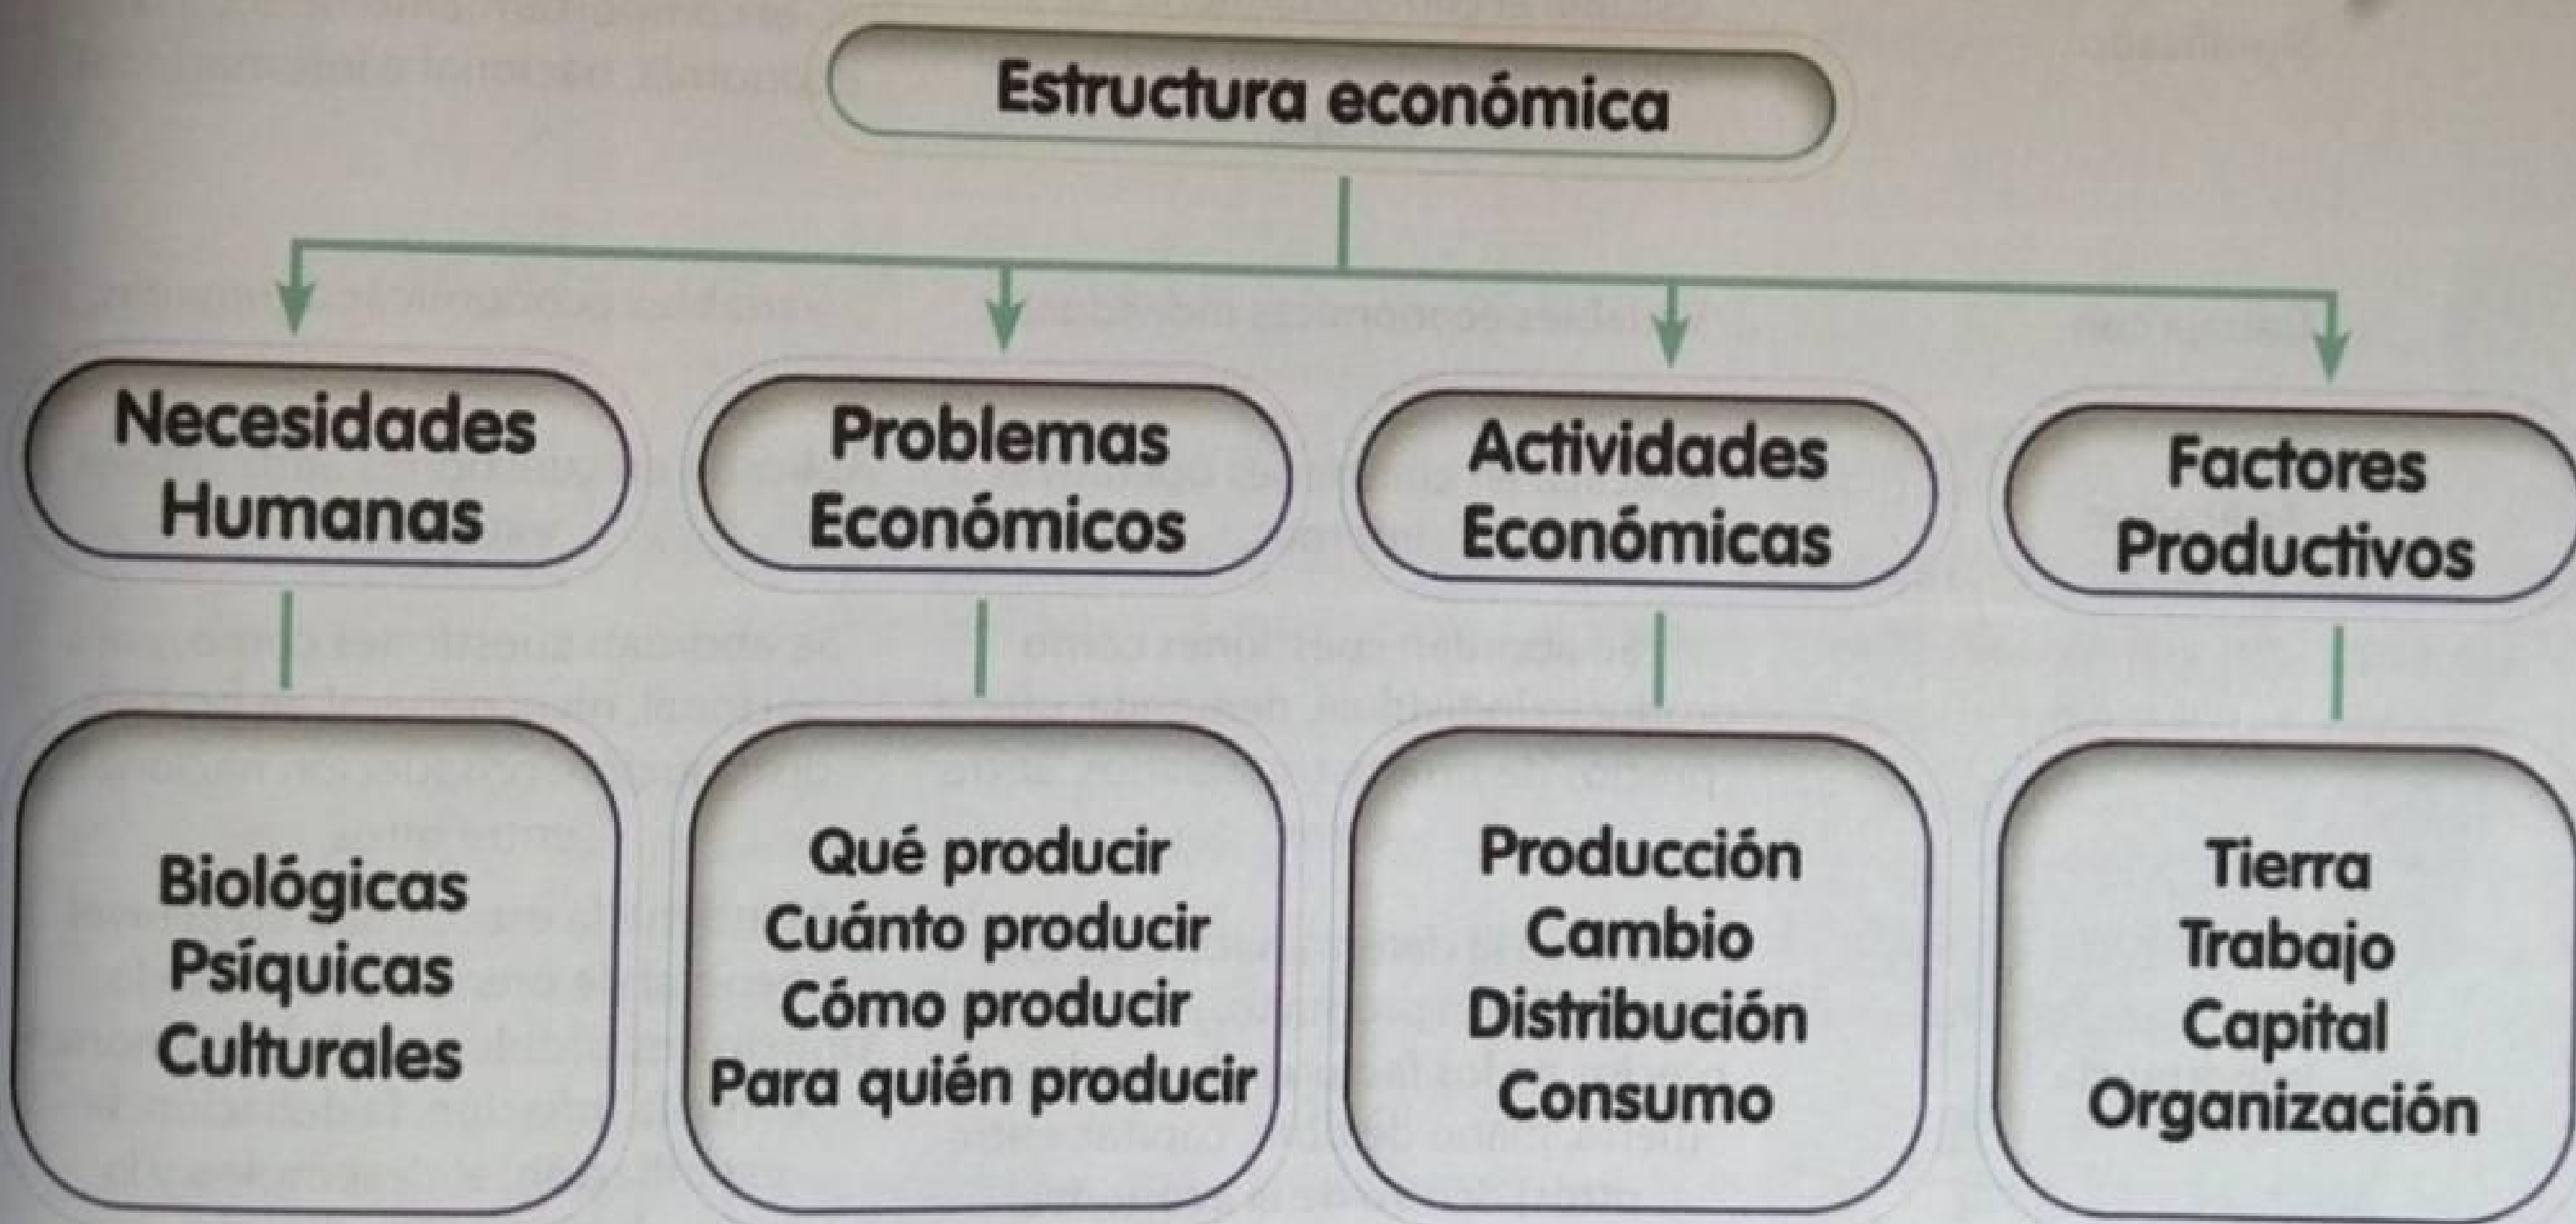 Estructura económica
Necesidades
Humanas
Problemas
Económicos
Actividades
Económicas
Factores
Productivos
Biológicas
Psíquicas
Culturales
Qué producir
Cuánto producir
Cómo producir
Para quién producir
Producción
Cambio
Distribución
Consumo
Tierra
Trabajo
Capital
Organización